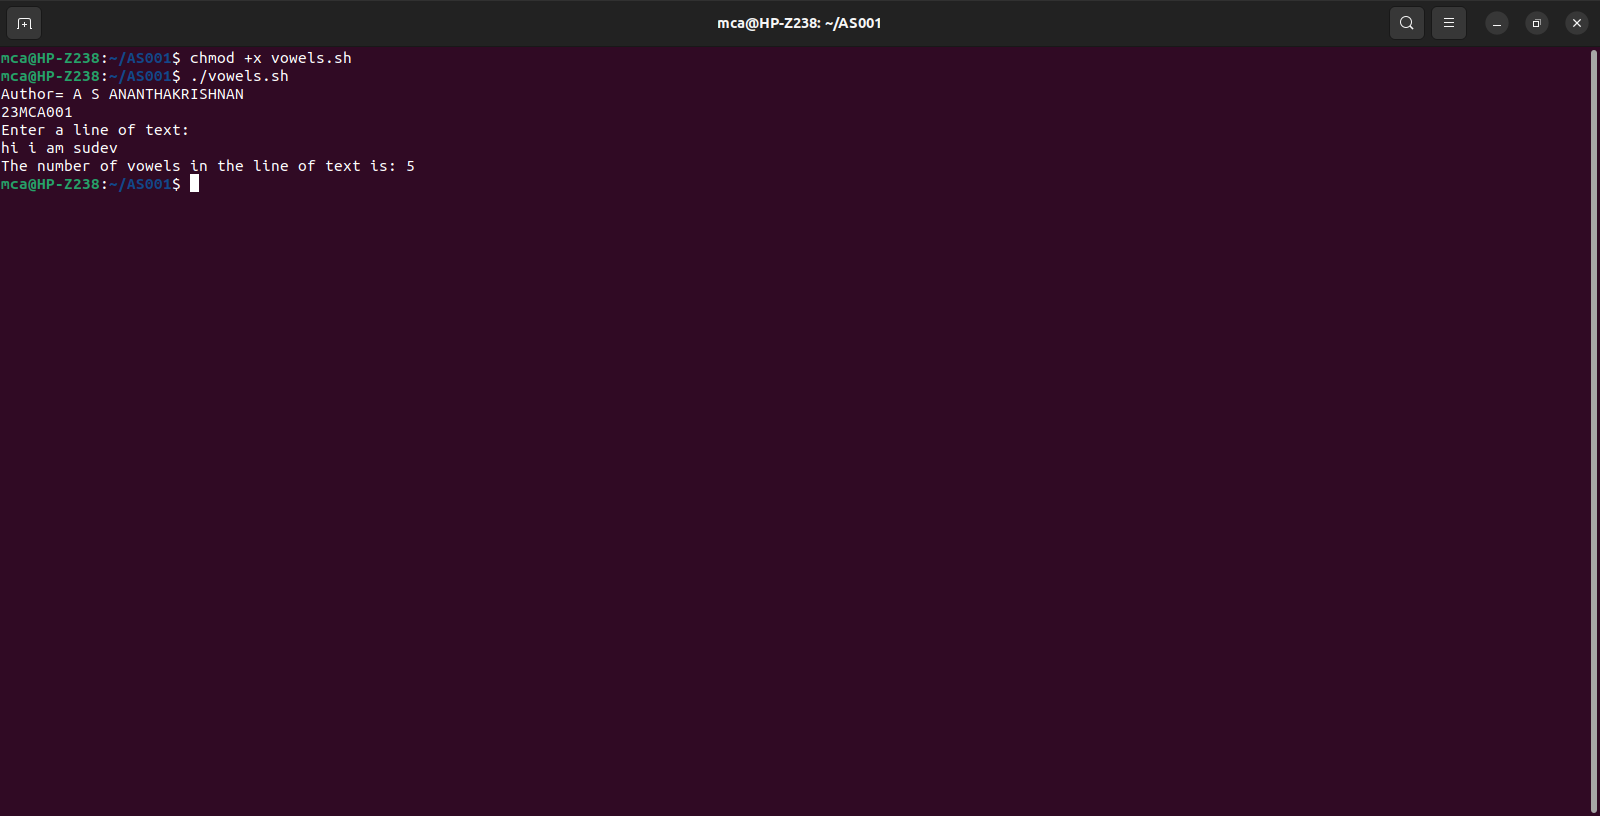 mca@HP-Z238: ~/AS001
mca@HP-Z238:~/AS001$ chmod +x vowels.sh
mca@HP-Z238:~/AS001$ ./vowels.sh
Author= A S ANANTHAKRISHNAN
23MCA001
Enter a line of text:
hi i am sudev
The number of vowels in the line of text is: 5
mca@HP-Z238:~/AS001$